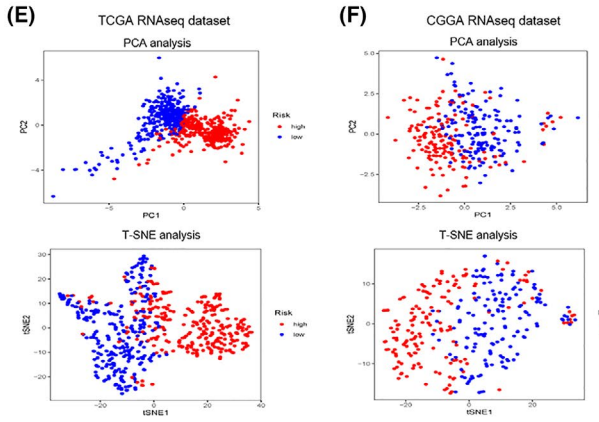 (E)
TCGA RNAseq dataset
PCA analysis
4
0
−4
PC2
−5
0
5
PC1
Risk
high
low
T-SNE analysis
30
20
10
0
−10
−20
tSNE2
−20
0
20
40
tSNE1
Risk
high
low
(F)
CGGA RNAseq dataset
PCA analysis
5.0
2.5
0.0
−2.5
PC2
−5.0
−2.5
0.0
2.5
5.0
PC1
T-SNE analysis
10
0
−10
tSNE2
−20
0
20
tSNE1